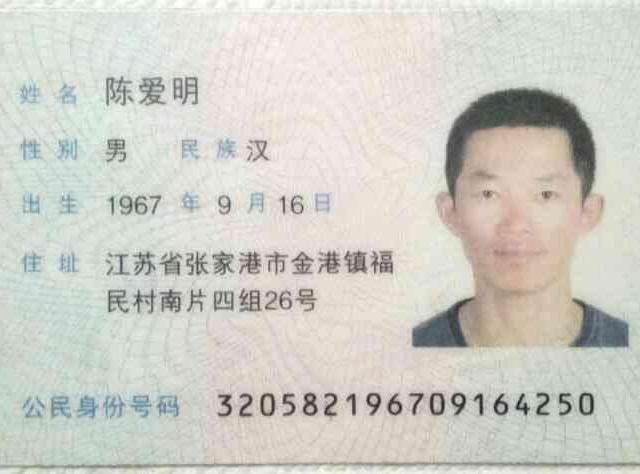 姓名 陈爱明
性别 男 民族 汉
出生 1967 年 9 月 16 日
住址 江苏省张家港市金港镇福
民村南片四组26号
公民身份号码 320582196709164250